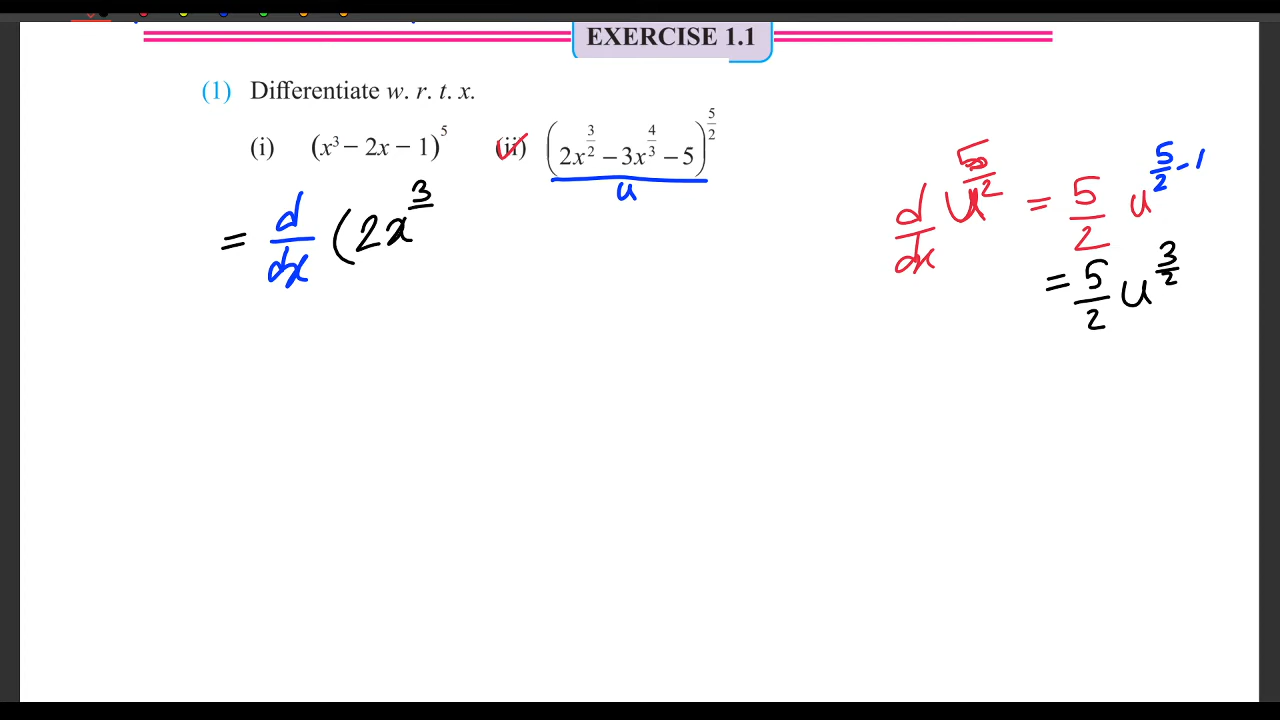 EXERCISE 1.1
(1) Differentiate w. r. t. x.
(i) (x³ – 2x – 1)⁵ (ii) (2x^{3/2} – 3x^{4/3} – 5)^{5/2}
u
= d/dx (2x^3
d/dx u^{5/2} = 5/2 u^{5/2 - 1}
= 5/2 u^{3/2}